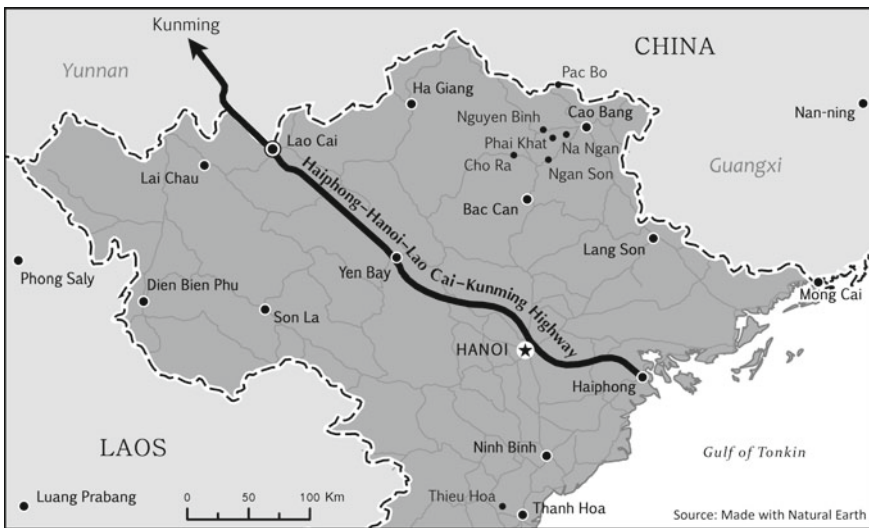 Kunming
CHINA
Yunnan
Pac Bo
Ha Giang
Nguyen Binh
Cao Bang
Nan-ning
Phai Khat
Na Ngan
Lao Cai
Cho Ra
Ngan Son
Guangxi
Lai Chau
Haiphong–Hanoi–Lao Cai–Kunming Highway
Bac Can
Lang Son
Phong Saly
Yen Bay
Dien Bien Phu
Mong Cai
Son La
HANOI
Haiphong
LAOS
Ninh Binh
Gulf of Tonkin
Luang Prabang
0 50 100 Km
Thieu Hoa
Thanh Hoa
Source: Made with Natural Earth